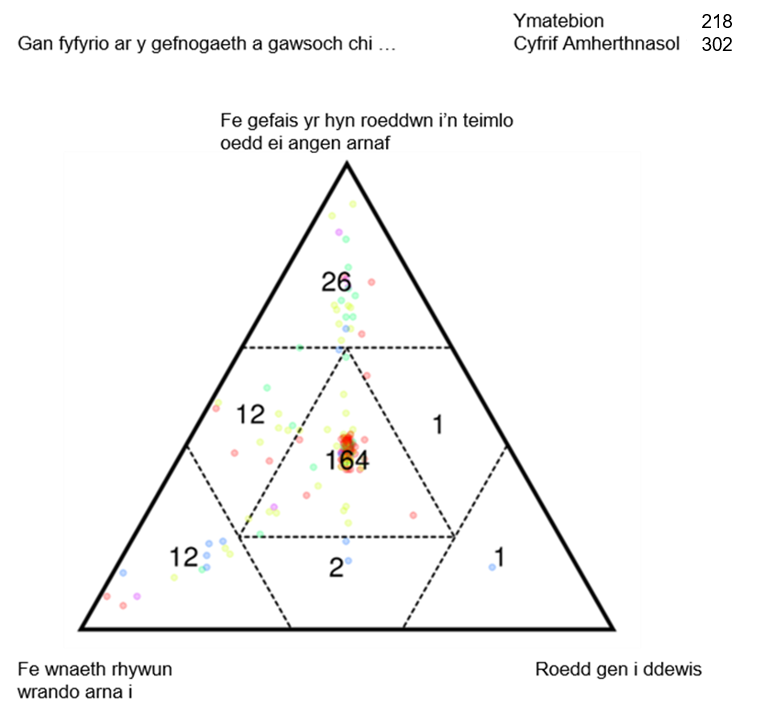 Ymatebion 218
Gan fyfyrio ar y gefnogaeth a gawsoch chi …
Cyfrif Amherthnasol 302
Fe gefais yr hyn roeddwn i’n teimlo
oedd ei angen arnaf
26
12
1
164
12
2
1
Fe wnaeth rhywun
wrando arna i
Roedd gen i ddewis